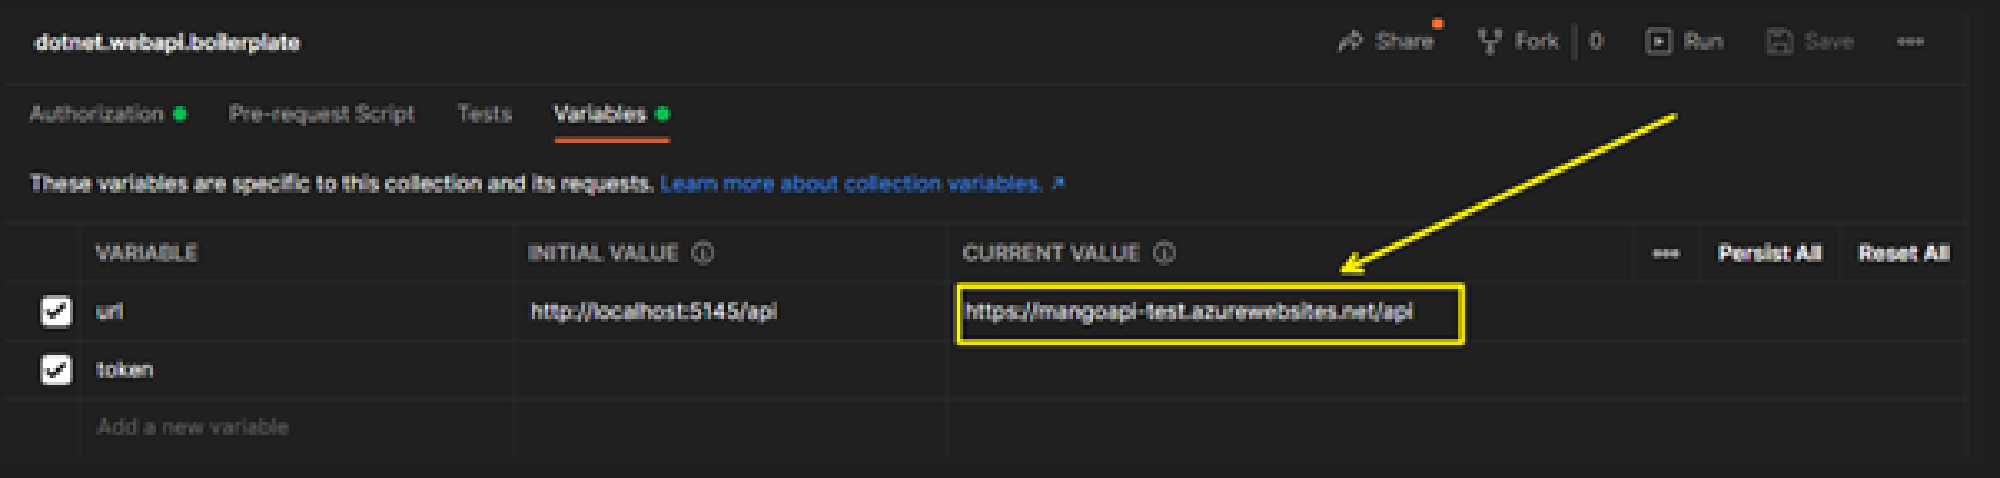 dotnet.webapi.boilerplate Share Fork 0 Run Save
Authorization Pre-request Script Tests Variables
These variables are specific to this collection and its requests. Learn more about collection variables.
VARIABLE INITIAL VALUE CURRENT VALUE Persist All Reset All
url http://localhost:5145/api https://mangoapi-test.azurewebsites.net/api
token
Add a new variable